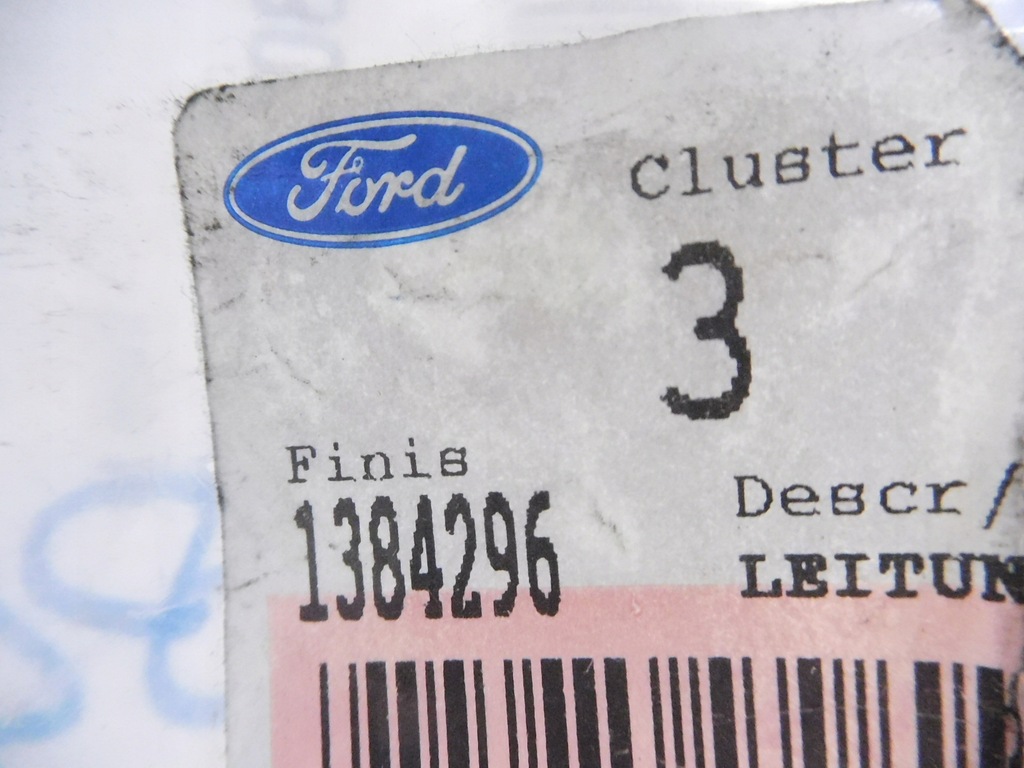 Ford
Cluster
3
Finis
1384296
Descr/
LEITUN